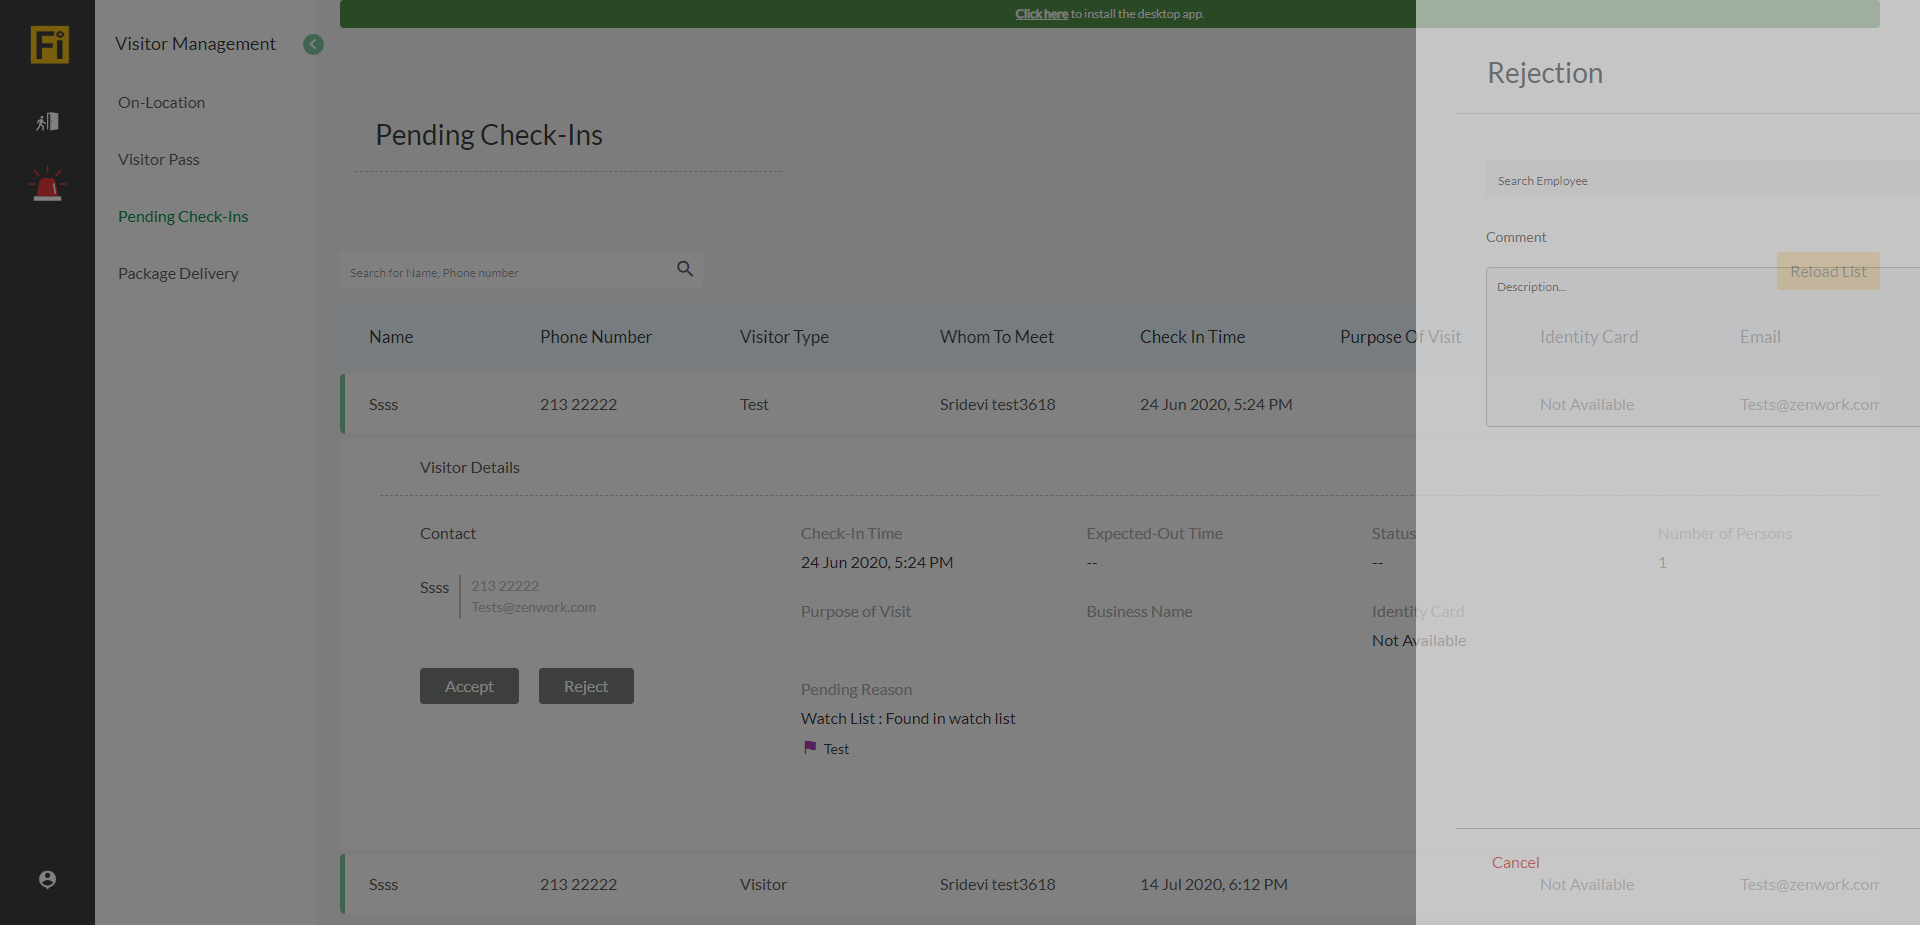 Click here to install the desktop app.
Fi
Visitor Management
On-Location
Visitor Pass
Pending Check-Ins
Package Delivery
Pending Check-Ins
Search for Name, Phone number
Reload List
Name Phone Number Visitor Type Whom To Meet Check In Time Purpose Of Visit Identity Card Email
Ssss 213 22222 Test Sridevi test3618 24 Jun 2020, 5:24 PM Not Available Tests@zenwork.com
Visitor Details
Contact
Ssss
213 22222
Tests@zenwork.com
Accept Reject
Check-In Time
24 Jun 2020, 5:24 PM
Expected-Out Time
--
Status
--
Number of Persons
1
Purpose of Visit
Business Name
Identity Card
Not Available
Pending Reason
Watch List : Found in watch list
Test
Ssss 213 22222 Visitor Sridevi test3618 14 Jul 2020, 6:12 PM Not Available Tests@zenwork.com
Rejection
Search Employee
Comment
Description...
Cancel